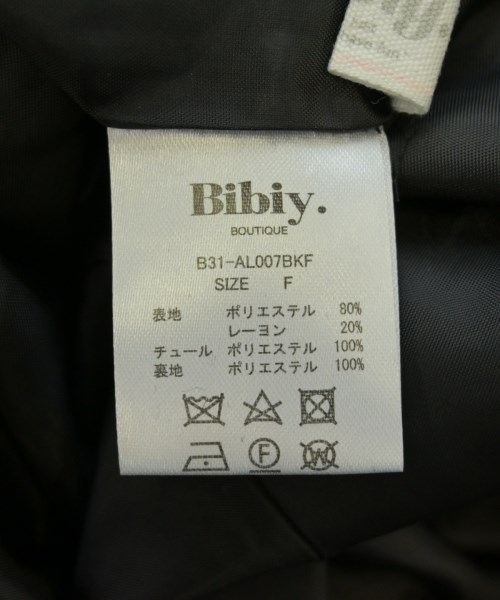 Bibiy.
BOUTIQUE
B31-AL007BKF
SIZE F
表地 ポリエステル 80%
レーヨン 20%
チュール ポリエステル 100%
裏地 ポリエステル 100%
F
W